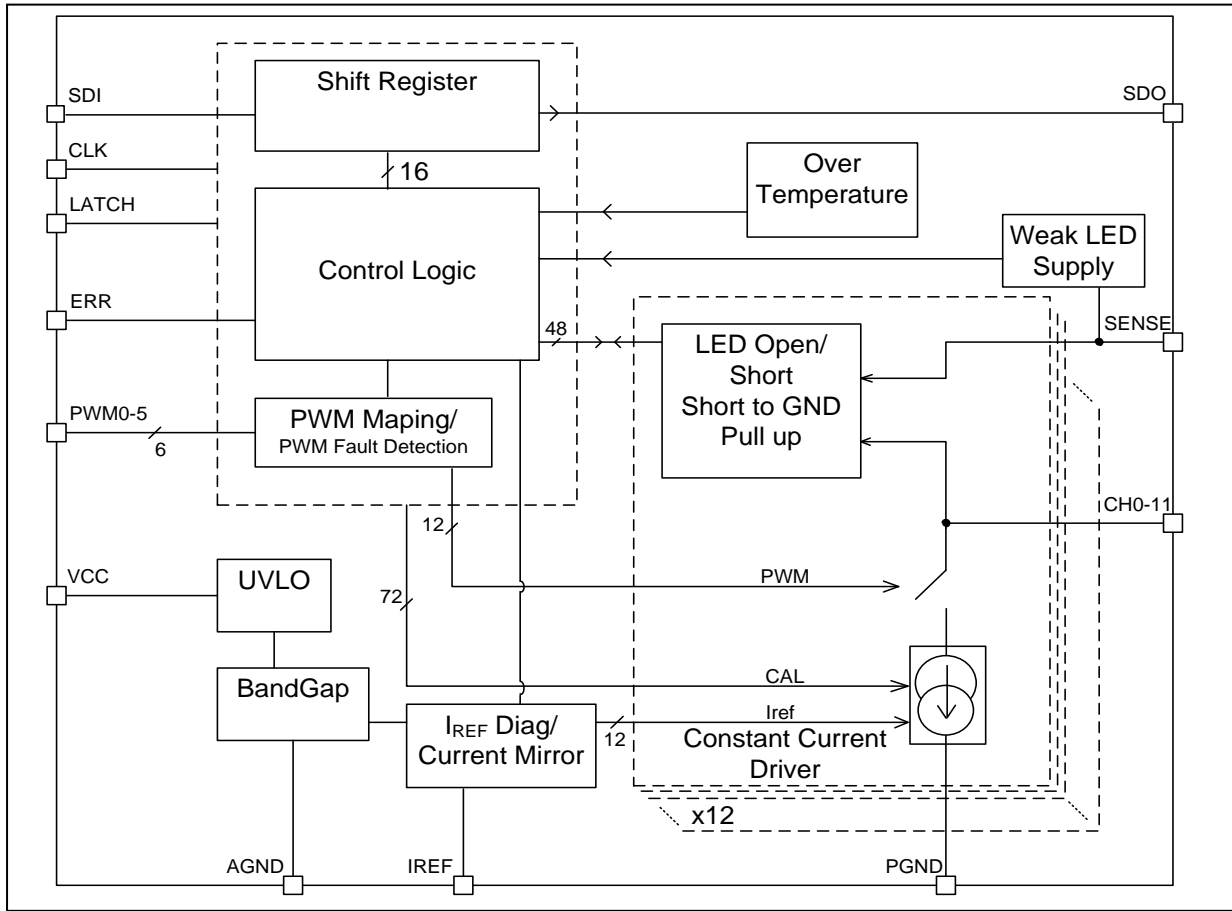 Shift Register
SDI
SDO
CLK
16
Over
Temperature
LATCH
Control Logic
Weak LED
Supply
ERR
48
SENSE
LED Open/
Short
Short to GND
Pull up
PWM0-5
6
PWM Maping/
PWM Fault Detection
12
CH0-11
VCC
UVLO
72
PWM
BandGap
CAL
IREF Diag/
Current Mirror
12
Iref
Constant Current
Driver
x12
AGND
IREF
PGND